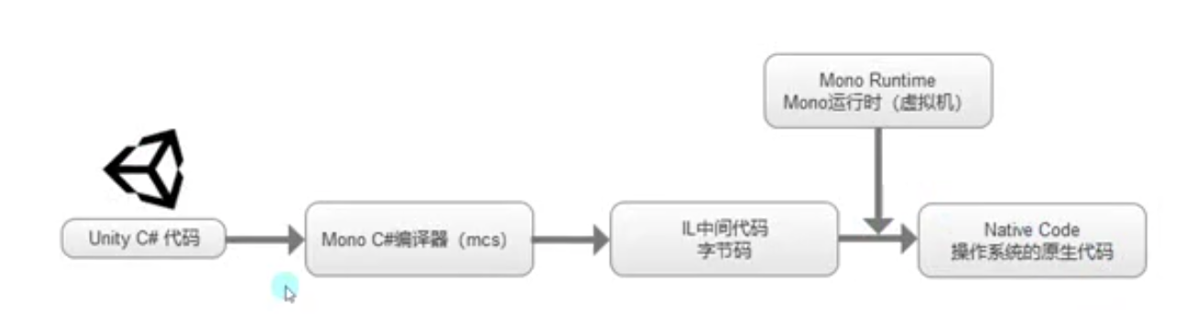 Mono Runtime
Mono运行时（虚拟机）
Unity C# 代码
Mono C#编译器（mcs）
IL中间代码
字节码
Native Code
操作系统的原生代码